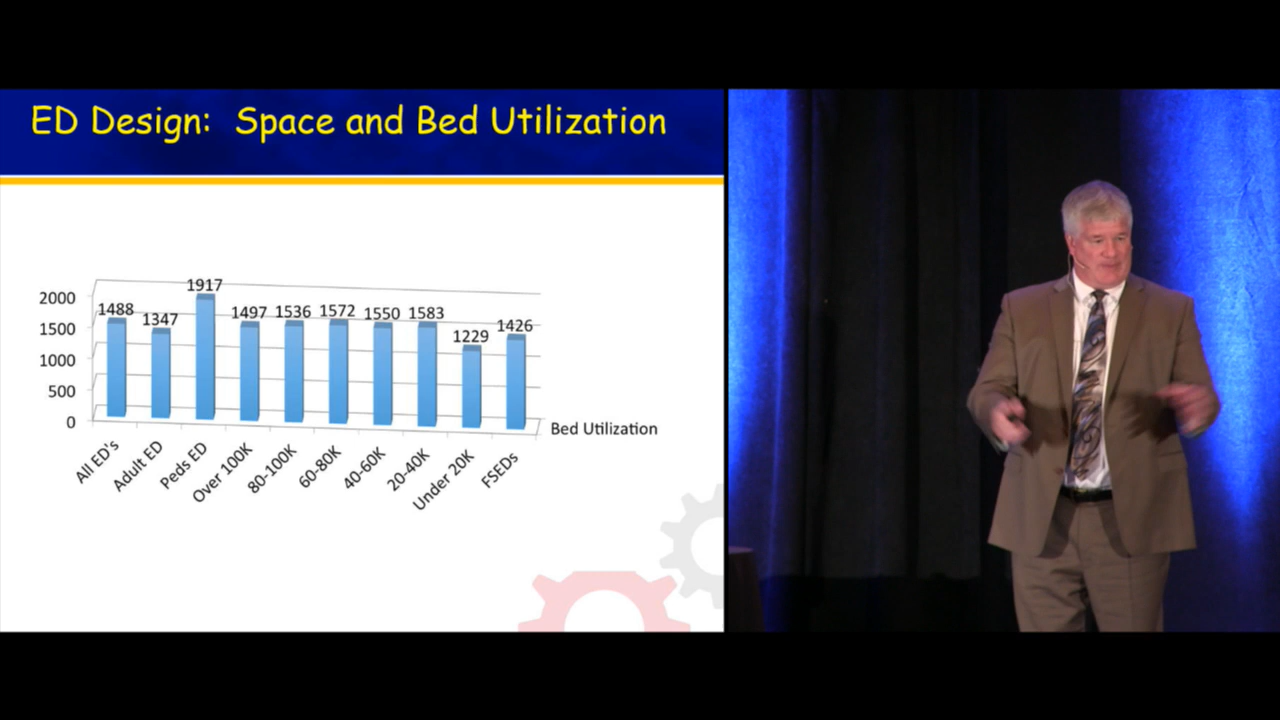 ED Design: Space and Bed Utilization
2000
1500
1000
500
0
1488
1347
1917
1497
1536
1572
1550
1583
1229
1426
All ED's
Adult ED
Peds ED
Over 100K
80-100K
60-80K
40-60K
20-40K
Under 20K
FSEDs
Bed Utilization